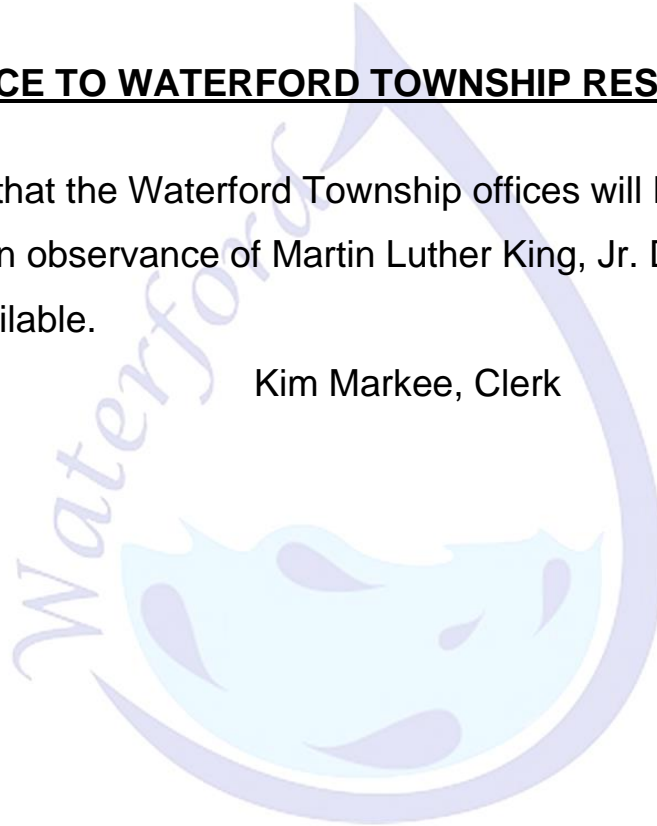 CE TO WATERFORD TOWNSHIP RES
that the Waterford Township offices will
n observance of Martin Luther King, Jr. D
ilable.
Kim Markee, Clerk
Waterford